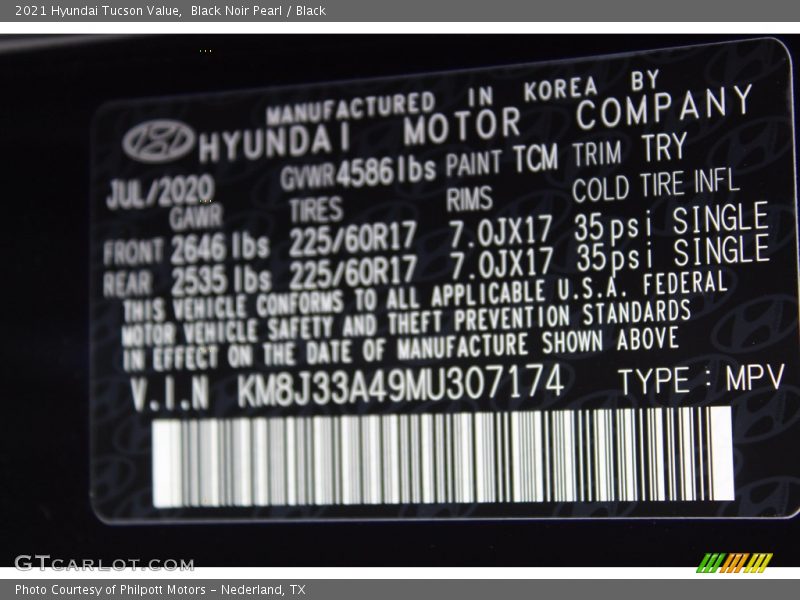 2021 Hyundai Tucson Value,  Black Noir Pearl / Black
MANUFACTURED IN KOREA BY
HYUNDAI MOTOR COMPANY
JUL/2020 GVWR 4586lbs PAINT TCM TRIM TRY
GAWR TIRES RIMS COLD TIRE INFL
FRONT 2646 lbs 225/60R17 7.0JX17 35psi SINGLE
REAR 2535 lbs 225/60R17 7.0JX17 35psi SINGLE
THIS VEHICLE CONFORMS TO ALL APPLICABLE U.S.A. FEDERAL
MOTOR VEHICLE SAFETY AND THEFT PREVENTION STANDARDS
IN EFFECT ON THE DATE OF MANUFACTURE SHOWN ABOVE
V.I.N KM8J33A49MU307174 TYPE : MPV
GTCARLOT.COM
Photo Courtesy of Philpott Motors - Nederland, TX